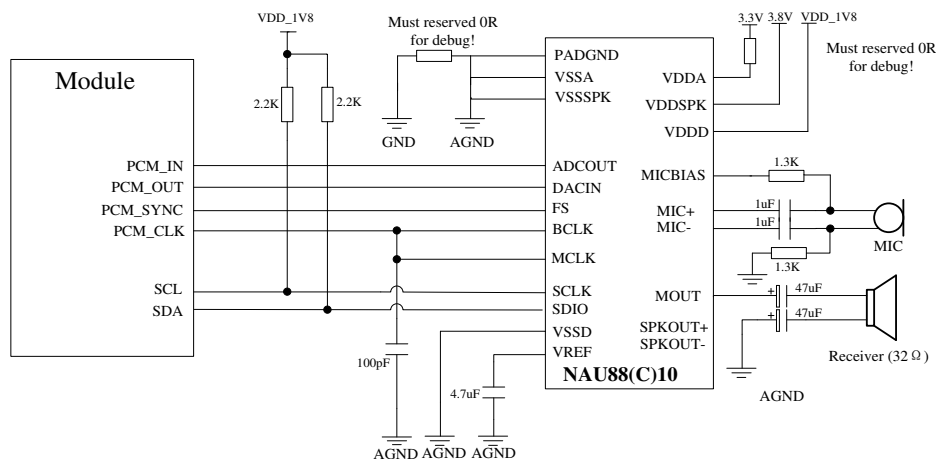 VDD_1V8
Must reserved 0R
for debug!
3.3V 3.8V VDD_1V8
Must reserved 0R
for debug!
Module
2.2K
2.2K
GND
AGND
PADGND
VSSA
VSSSPK
VDDA
VDDSPK
VDDD
PCM_IN
PCM_OUT
PCM_SYNC
PCM_CLK
SCL
SDA
ADCOUT
DACIN
FS
BCLK
MCLK
SCLK
SDIO
VSSD
VREF
MICBIAS
MIC+
MIC-
MOUT
SPKOUT+
SPKOUT-
NAU88(C)10
1.3K
1uF
1uF
MIC
1.3K
+
47uF
+
47uF
Receiver (32Ω)
AGND
100pF
4.7uF
AGND
AGND
AGND